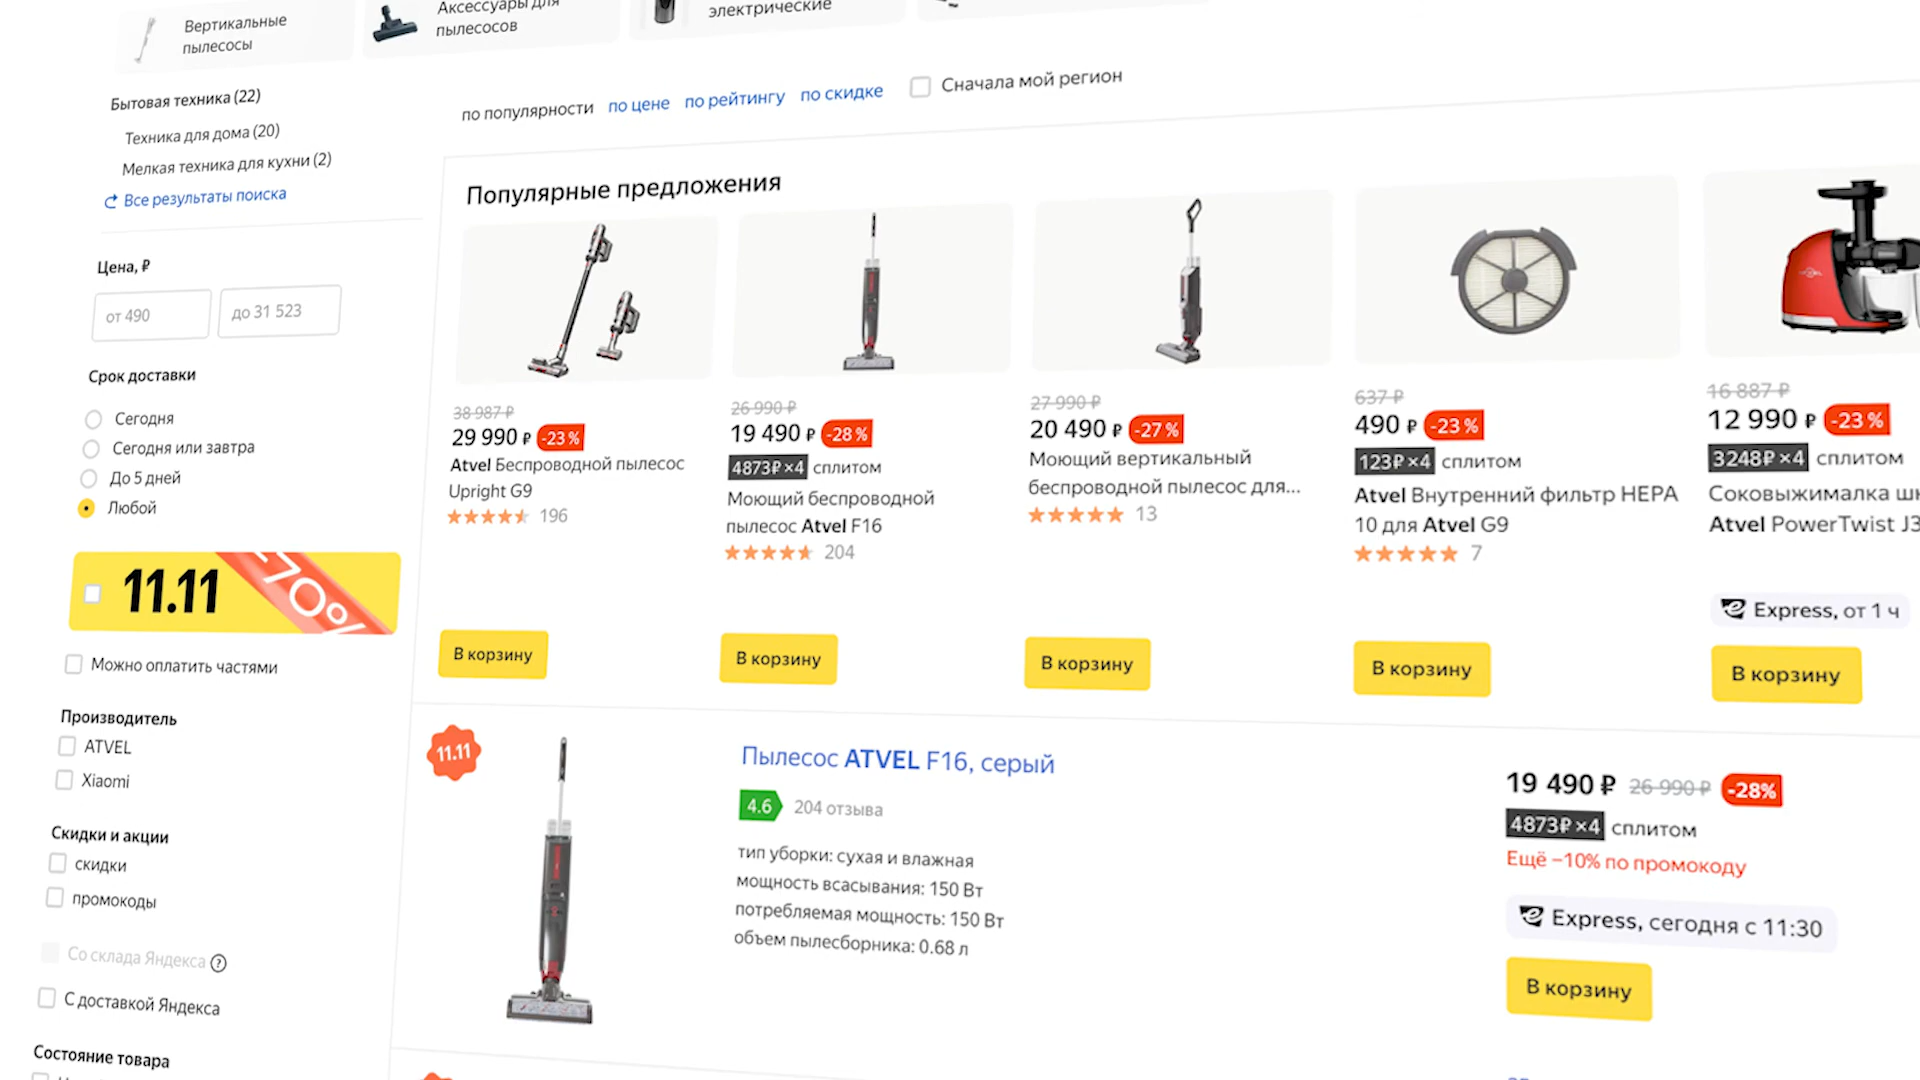 Вертикальные
пылесосы
Аксессуары для
пылесосов
электрические
Бытовая техника (22)
Техника для дома (20)
Мелкая техника для кухни (2)
Все результаты поиска
Цена, ₽
от 490
до 31 523
Срок доставки
Сегодня
Сегодня или завтра
До 5 дней
Любой
11.11
-70%
Можно оплатить частями
Производитель
ATVEL
Xiaomi
Скидки и акции
скидки
промокоды
Со склада Яндекса ?
С доставкой Яндекса
Состояние товара
по популярности по цене по рейтингу по скидке Сначала мой регион
Популярные предложения
38 987 ₽
29 990 ₽ -23%
Atvel Беспроводной пылесос
Upright G9
196
В корзину
26 990 ₽
19 490 ₽ -28%
4873₽ ×4 сплитом
Моющий беспроводной
пылесос Atvel F16
204
В корзину
27 990 ₽
20 490 ₽ -27%
Моющий вертикальный
беспроводной пылесос для...
13
В корзину
637 ₽
490 ₽ -23%
123₽ ×4 сплитом
Atvel Внутренний фильтр HEPA
10 для Atvel G9
7
В корзину
16 887 ₽
12 990 ₽ -23%
3248₽ ×4 сплитом
Соковыжималка
Atvel PowerTwist J3
Express, от 1 ч
В корзину
11.11
Пылесос ATVEL F16, серый
4.6 204 отзыва
тип уборки: сухая и влажная
мощность всасывания: 150 Вт
потребляемая мощность: 150 Вт
объем пылесборника: 0.68 л
19 490 ₽ 26 990 ₽ -28%
4873₽ ×4 сплитом
Ещё −10% по промокоду
Express, сегодня с 11:30
В корзину